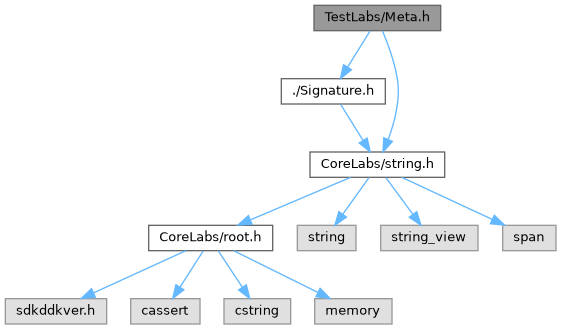 TestLabs/Meta.h
./Signature.h
CoreLabs/string.h
CoreLabs/root.h
string
string_view
span
sdkddkver.h
cassert
cstring
memory